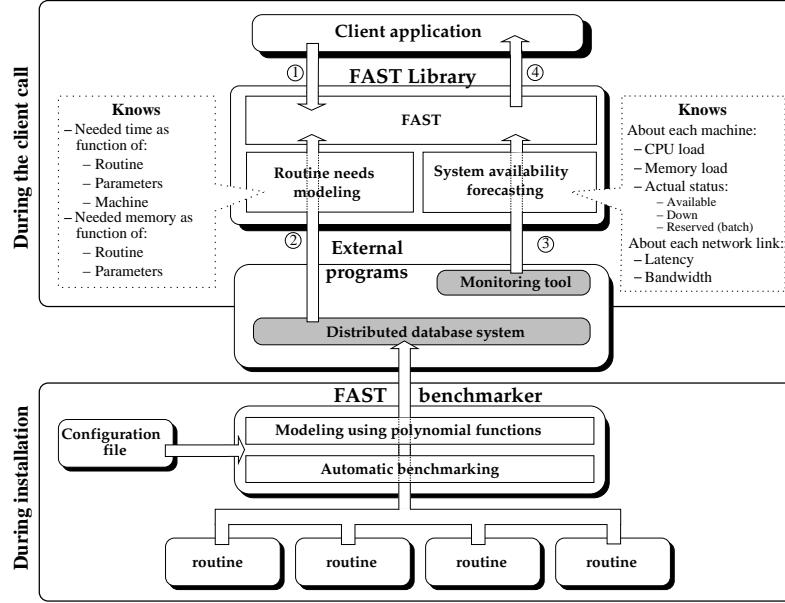 During the client call
Client application
① ④
FAST Library
Knows
– Needed time as
function of:
– Routine
– Parameters
– Machine
– Needed memory as
function of:
– Routine
– Parameters
FAST
Routine needs
modeling
System availability
forecasting
Knows
About each machine:
– CPU load
– Memory load
– Actual status:
– Available
– Down
– Reserved (batch)
About each network link:
– Latency
– Bandwidth
② ③
External
programs
Monitoring tool
Distributed database system
During installation
FAST benchmarker
Configuration
file
Modeling using polynomial functions
Automatic benchmarking
routine routine routine routine